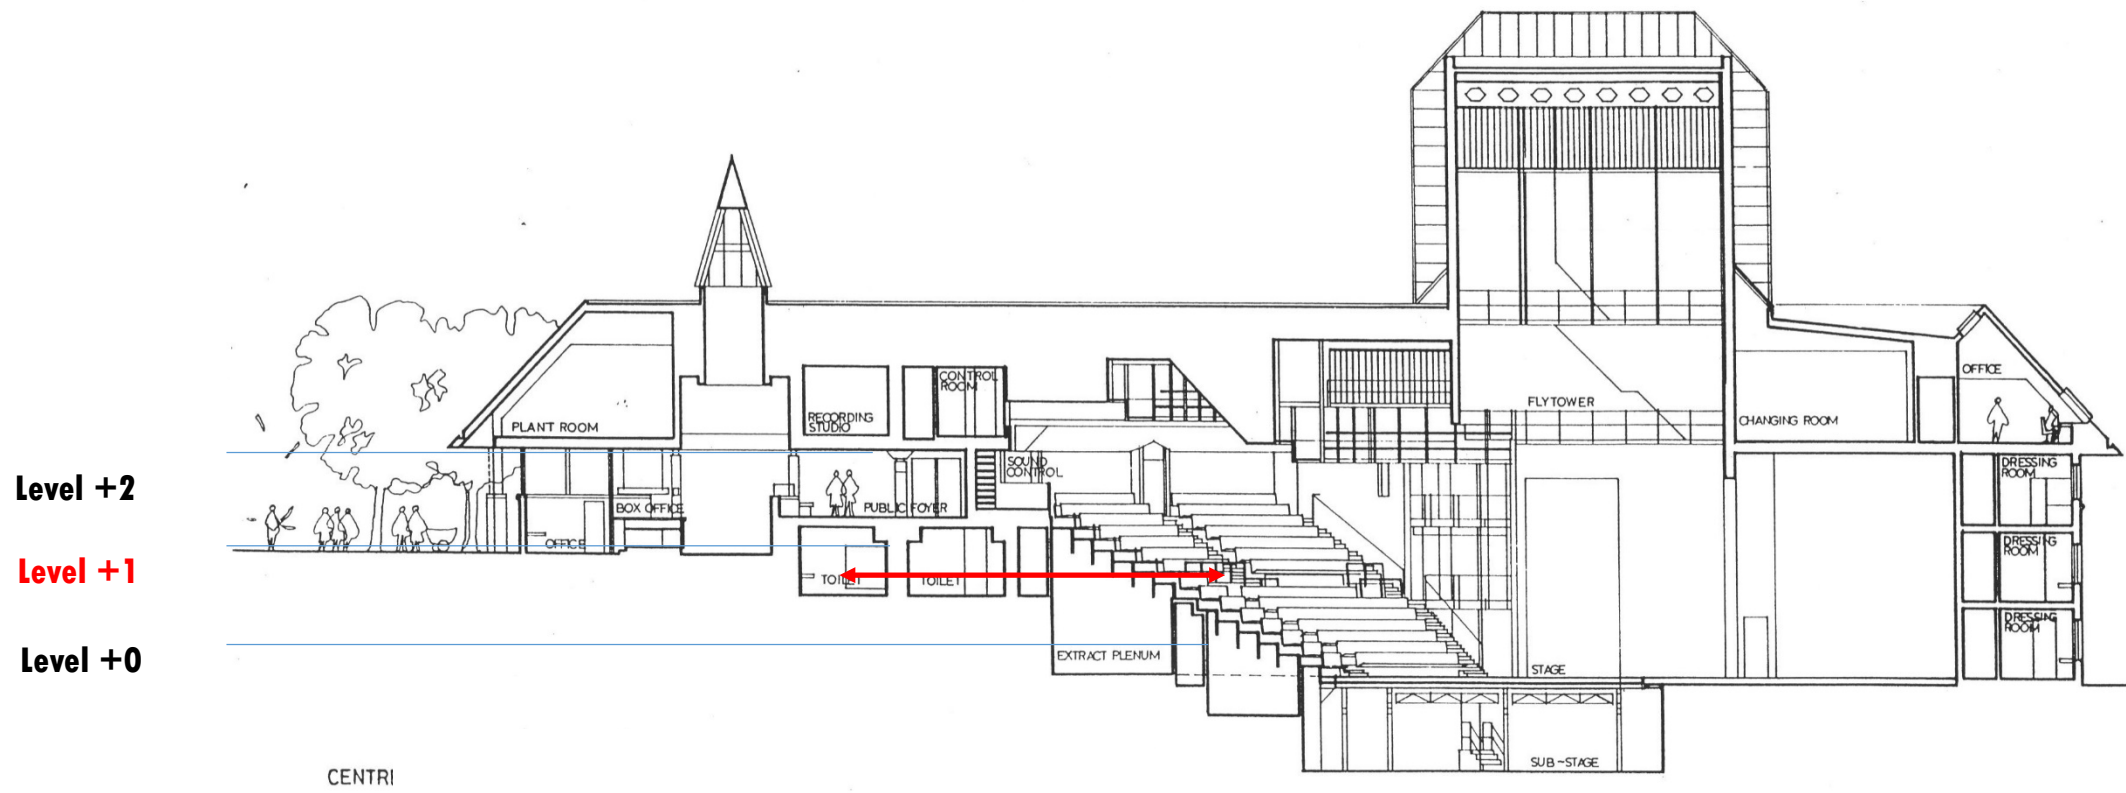 CONTROL
ROOM
RECORDING
STUDIO
PLANT ROOM
OFFICE
FLYTOWER
CHANGING ROOM
SOUND
CONTROL
DRESSING
ROOM
Level +2
BOX OFFICE
PUBLIC FOYER
OFFICE
DRESSING
ROOM
Level +1
TOILET
TOILET
DRESSING
ROOM
Level +0
EXTRACT PLENUM
STAGE
SUB-STAGE
CENTRI